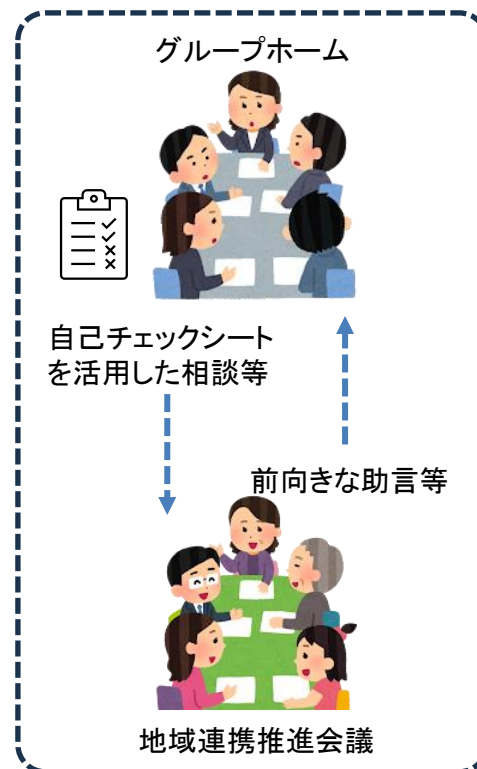 グループホーム
自己チェックシート
を活用した相談等
前向きな助言等
地域連携推進会議